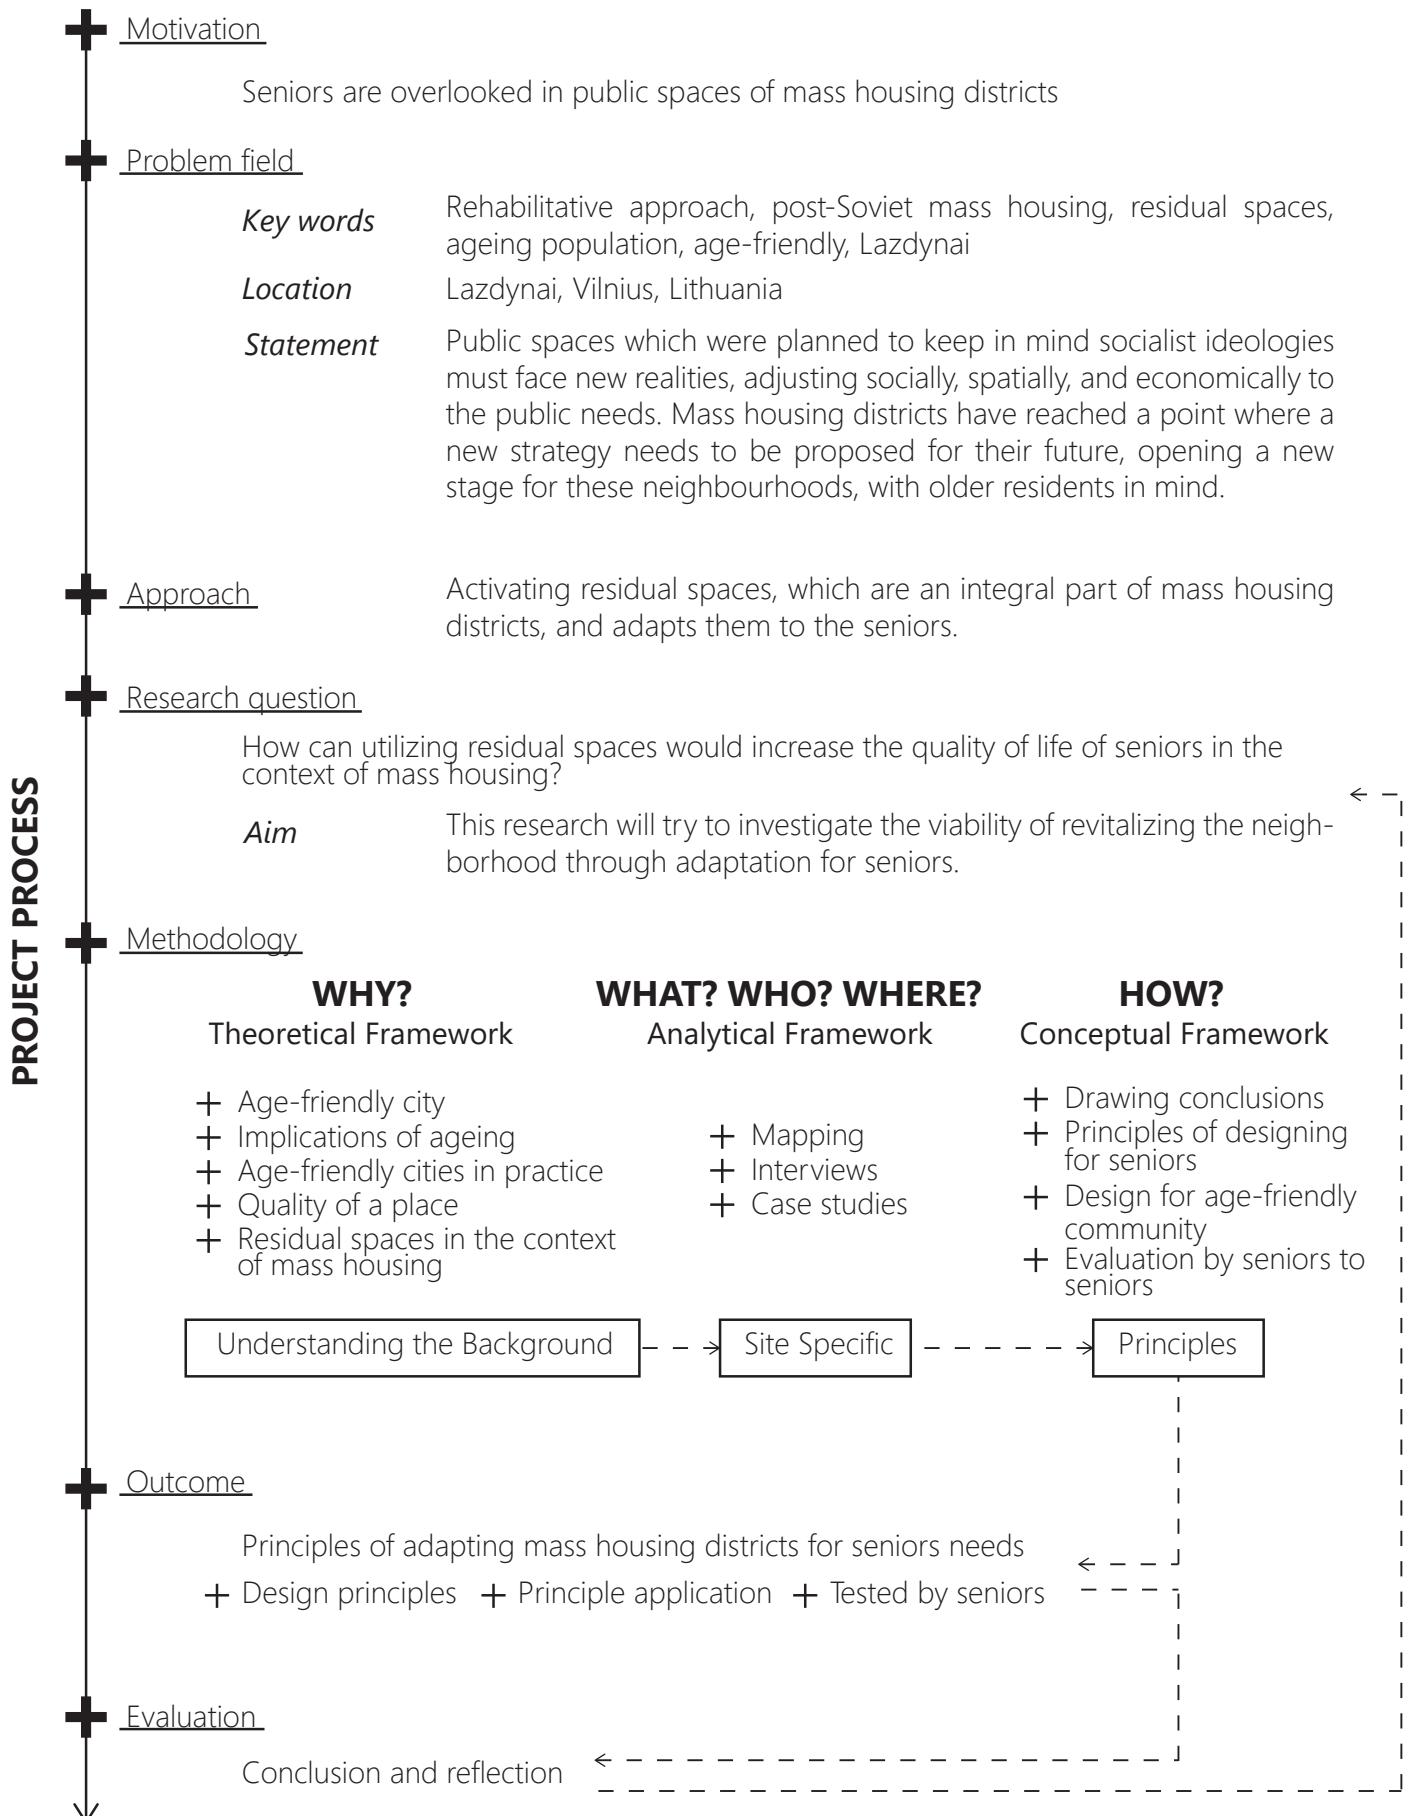 Motivation
Seniors are overlooked in public spaces of mass housing districts
Problem field
Key words
Rehabilitative approach, post-Soviet mass housing, residual spaces,
ageing population, age-friendly, Lazdynai
Location
Lazdynai, Vilnius, Lithuania
Statement
Public spaces which were planned to keep in mind socialist ideologies
must face new realities, adjusting socially, spatially, and economically to
the public needs. Mass housing districts have reached a point where a
new strategy needs to be proposed for their future, opening a new
stage for these neighbourhoods, with older residents in mind.
Approach
Activating residual spaces, which are an integral part of mass housing
districts, and adapts them to the seniors.
Research question
How can utilizing residual spaces would increase the quality of life of seniors in the
context of mass housing?
Aim
This research will try to investigate the viability of revitalizing the neigh-
borhood through adaptation for seniors.
PROJECT PROCESS
Methodology
WHY?
Theoretical Framework
+ Age-friendly city
+ Implications of ageing
+ Age-friendly cities in practice
+ Quality of a place
+ Residual spaces in the context
of mass housing
Understanding the Background
WHAT? WHO? WHERE?
Analytical Framework
+ Mapping
+ Interviews
+ Case studies
Site Specific
HOW?
Conceptual Framework
+ Drawing conclusions
+ Principles of designing
for seniors
+ Design for age-friendly
community
+ Evaluation by seniors to
seniors
Principles
Outcome
Principles of adapting mass housing districts for seniors needs
+ Design principles + Principle application + Tested by seniors
Evaluation
Conclusion and reflection